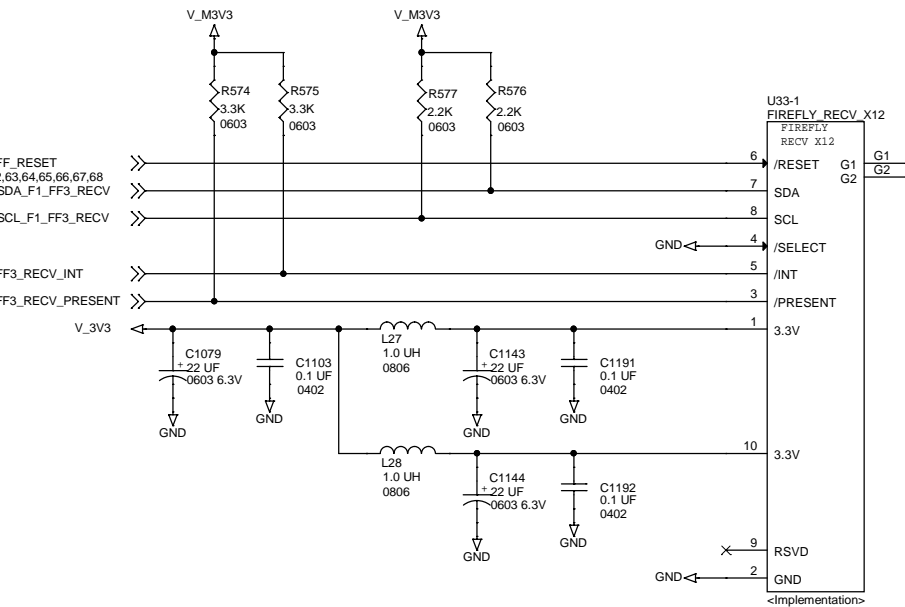 V_M3V3
V_M3V3
R574
3.3K
0603
R575
3.3K
0603
R577
2.2K
0603
R576
2.2K
0603
U33-1
FIREFLY_RECV_X12
FIREFLY
RECV X12
FF_RESET
2,63,64,65,66,67,68
SDA_F1_FF3_RECV
SCL_F1_FF3_RECV
FF3_RECV_INT
FF3_RECV_PRESENT
V_3V3
6
/RESET
7
SDA
8
SCL
GND
4
/SELECT
5
/INT
3
/PRESENT
1
3.3V
G1
G1
G2
G2
C1079
+
22 UF
0603 6.3V
GND
C1103
0.1 UF
0402
GND
L27
1.0 UH
0806
C1143
+
22 UF
0603 6.3V
GND
C1191
0.1 UF
0402
GND
L28
1.0 UH
0806
10
3.3V
C1144
+
22 UF
0603 6.3V
GND
C1192
0.1 UF
0402
GND
9
RSVD
GND
2
GND
<Implementation>